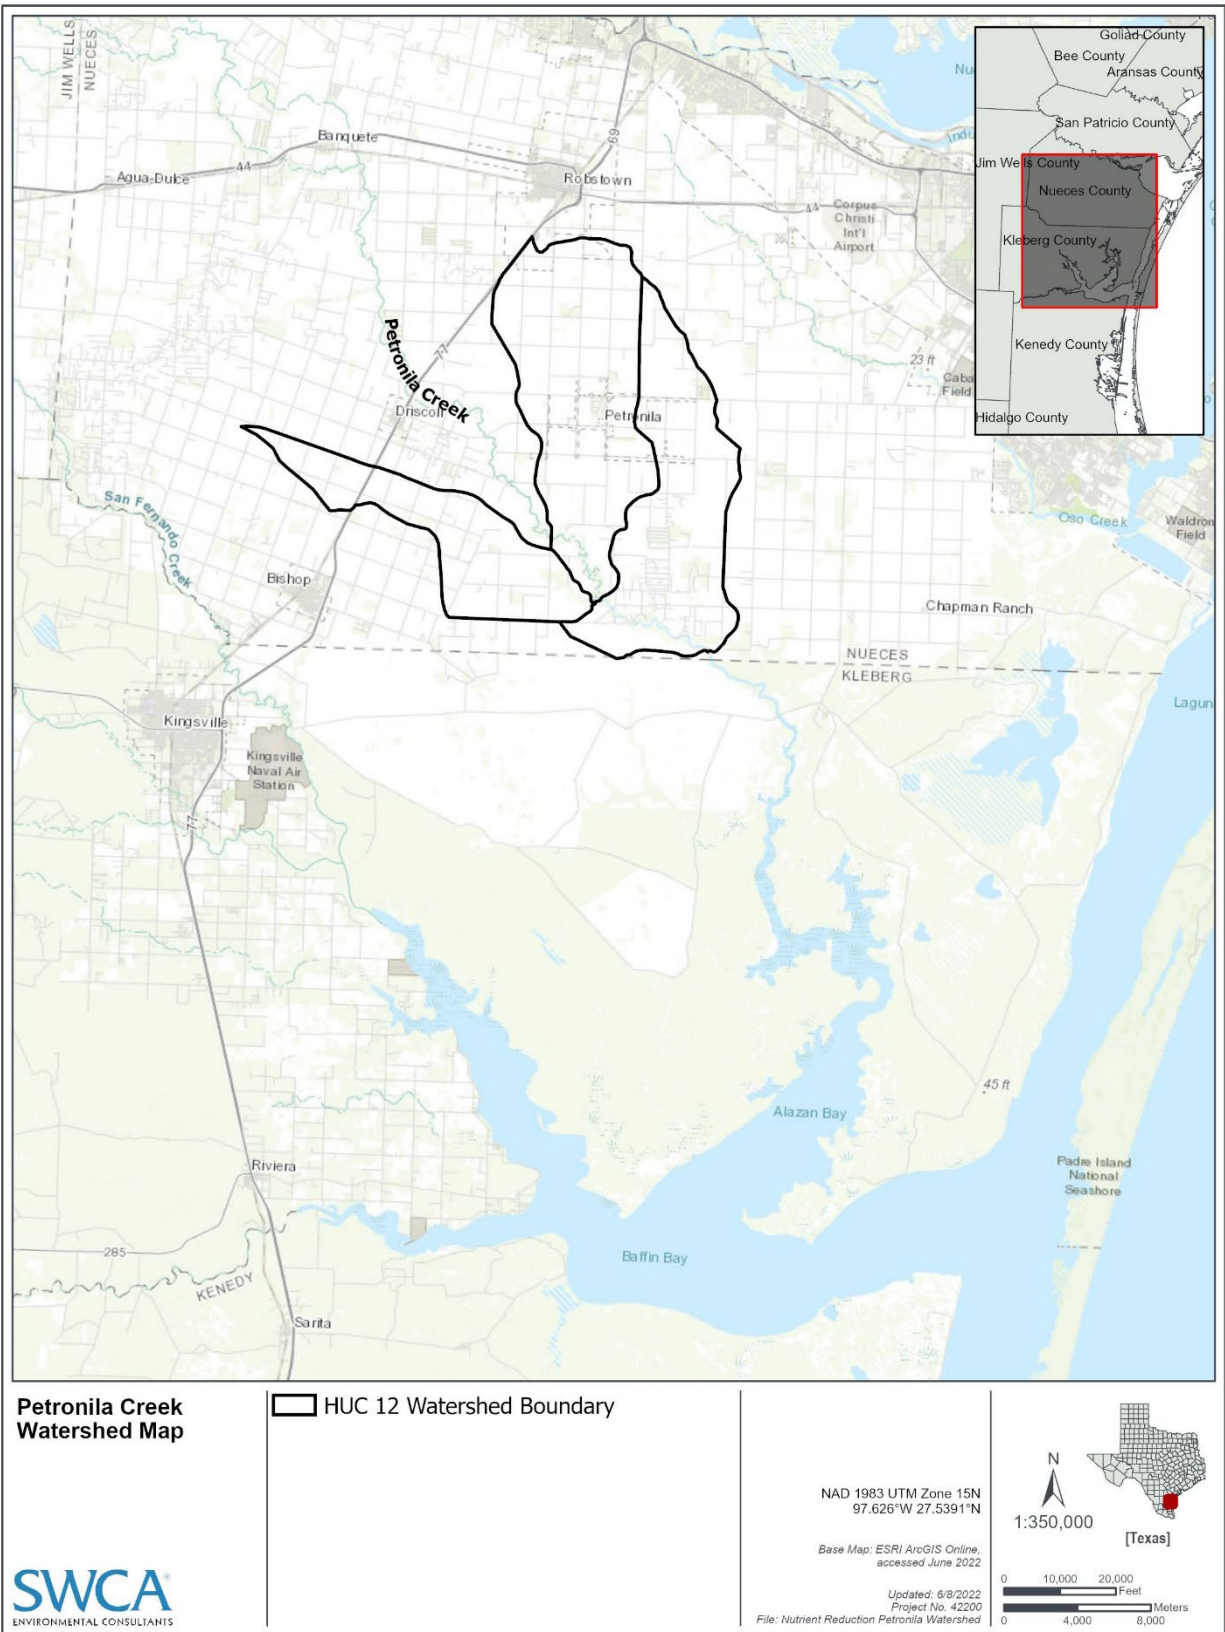 JIM WELLS
NUECES
Banquete
44
Agua Dulce
69
Robstown
44
Corpus
Christi
Int'l
Airport
Petronila Creek
77
Driscoll
Petronila
23 ft
Caba
Field
San Fernando Creek
Oso Creek
Waldron
Field
Bishop
Chapman Ranch
NUECES
KLEBERG
Kingsville
Kingsville
Naval Air
Station
77
Lagun
45 ft
Alazan Bay
Riviera
Padre Island
National
Seashore
Baffin Bay
285
KENEDY
Sarita
Goliad County
Bee County
Aransas County
San Patricio County
Jim Wells County
Nueces County
Kleberg County
Kenedy County
Hidalgo County
Nu
Indu
Petronila Creek
Watershed Map
HUC 12 Watershed Boundary
NAD 1983 UTM Zone 15N
97.626°W 27.5391°N
Base Map: ESRI ArcGIS Online,
accessed June 2022
Updated: 6/8/2022
Project No. 42200
File: Nutrient Reduction Petronila Watershed
N
1:350,000
[Texas]
0 10,000 20,000
Feet
Meters
0 4,000 8,000
SWCA®
ENVIRONMENTAL CONSULTANTS